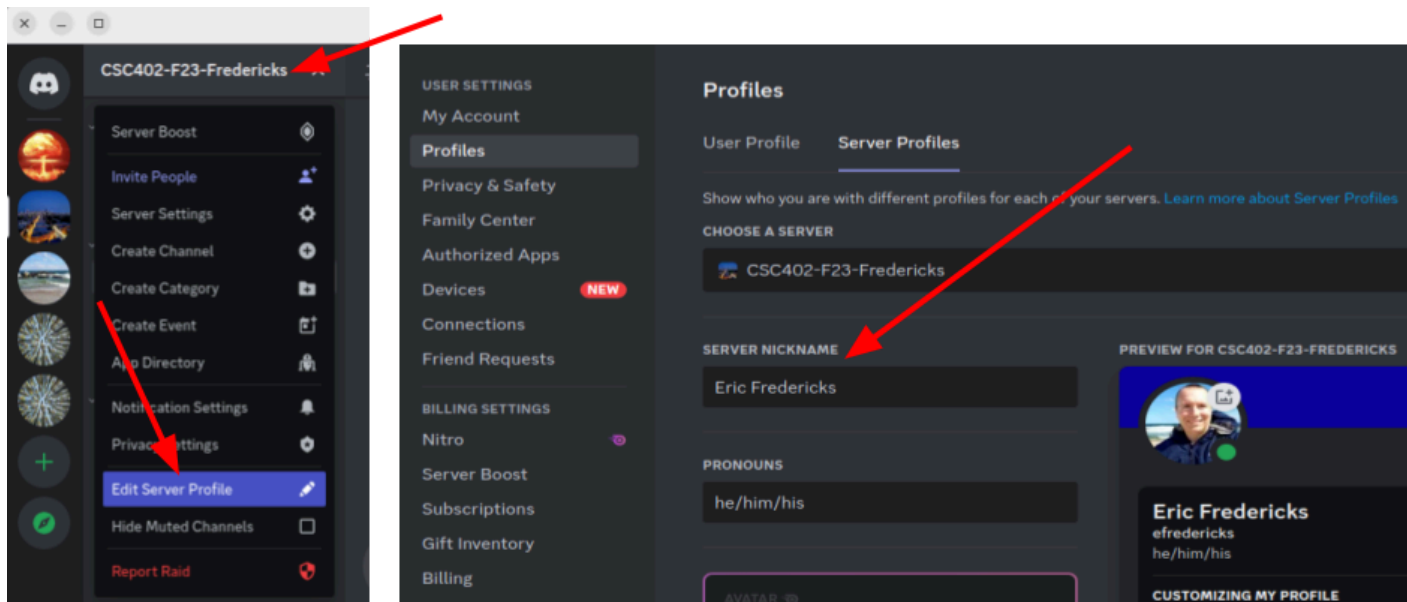 CSC402-F23-Fredericks
Server Boost
Invite People
Server Settings
Create Channel
Create Category
Create Event
App Directory
Notification Settings
Privacy Settings
Edit Server Profile
Hide Muted Channels
Report Raid
USER SETTINGS
My Account
Profiles
Privacy & Safety
Family Center
Authorized Apps
Devices NEW
Connections
Friend Requests
BILLING SETTINGS
Nitro
Server Boost
Subscriptions
Gift Inventory
Billing
Profiles
User Profile Server Profiles
Show who you are with different profiles for each of your servers. Learn more about Server Profiles
CHOOSE A SERVER
CSC402-F23-Fredericks
SERVER NICKNAME
Eric Fredericks
PRONOUNS
he/him/his
AVATAR
PREVIEW FOR CSC402-F23-FREDERICKS
Eric Fredericks
efredericks
he/him/his
CUSTOMIZING MY PROFILE